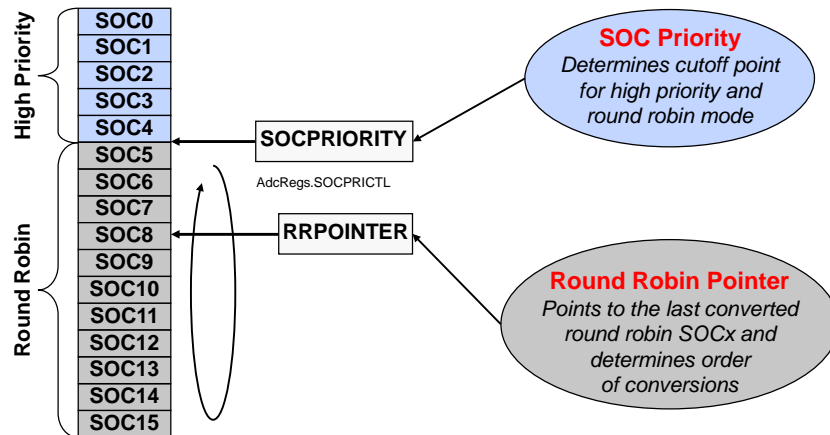 High Priority
Round Robin
SOC0
SOC1
SOC2
SOC3
SOC4
SOC5
SOC6
SOC7
SOC8
SOC9
SOC10
SOC11
SOC12
SOC13
SOC14
SOC15
SOCPRIORITY
AdcRegs.SOCPRICTL
RRPOINTER
SOC Priority
Determines cutoff point
for high priority and
round robin mode
Round Robin Pointer
Points to the last converted
round robin SOCx and
determines order
of conversions